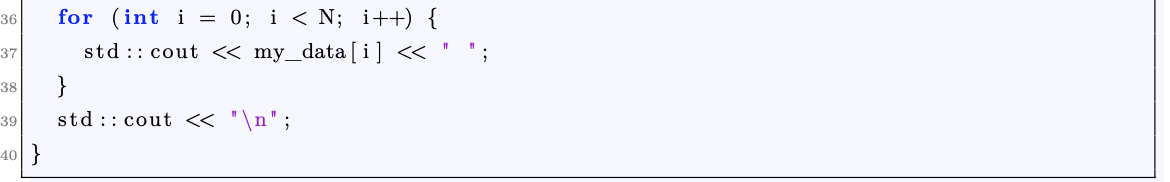 36 for (int i = 0; i < N; i++) {
37 std::cout << my_data[i] << " ";
38 }
39 std::cout << "\n";
40 }